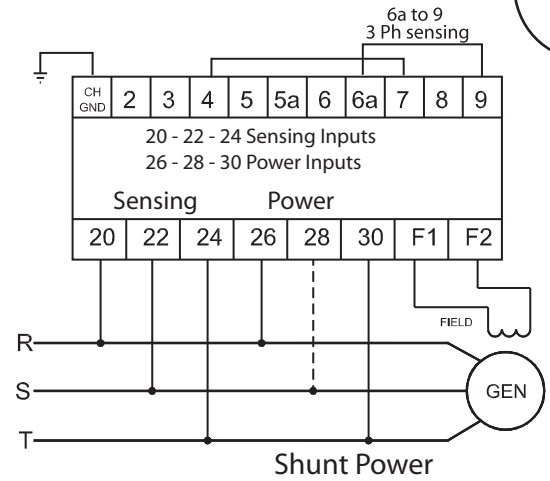 6a to 9
3 Ph sensing
CH GND 2 3 4 5 5a 6 6a 7 8 9
20 - 22 - 24 Sensing Inputs
26 - 28 - 30 Power Inputs
Sensing Power
20 22 24 26 28 30 F1 F2
FIELD
R
S
T
GEN
Shunt Power